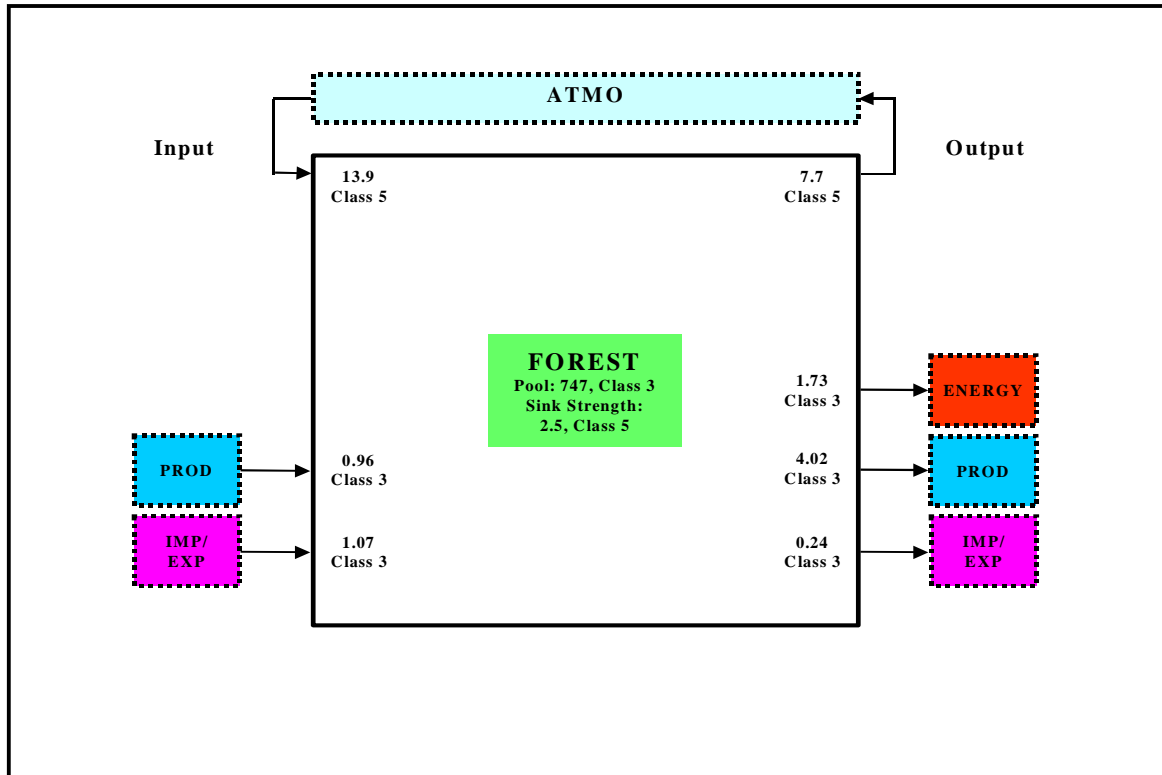 ATMO
Input
Output
13.9
Class 5
7.7
Class 5
FOREST
Pool: 747, Class 3
Sink Strength:
2.5, Class 5
1.73
Class 3
ENERGY
PROD
0.96
Class 3
4.02
Class 3
PROD
IMP/
EXP
1.07
Class 3
0.24
Class 3
IMP/
EXP